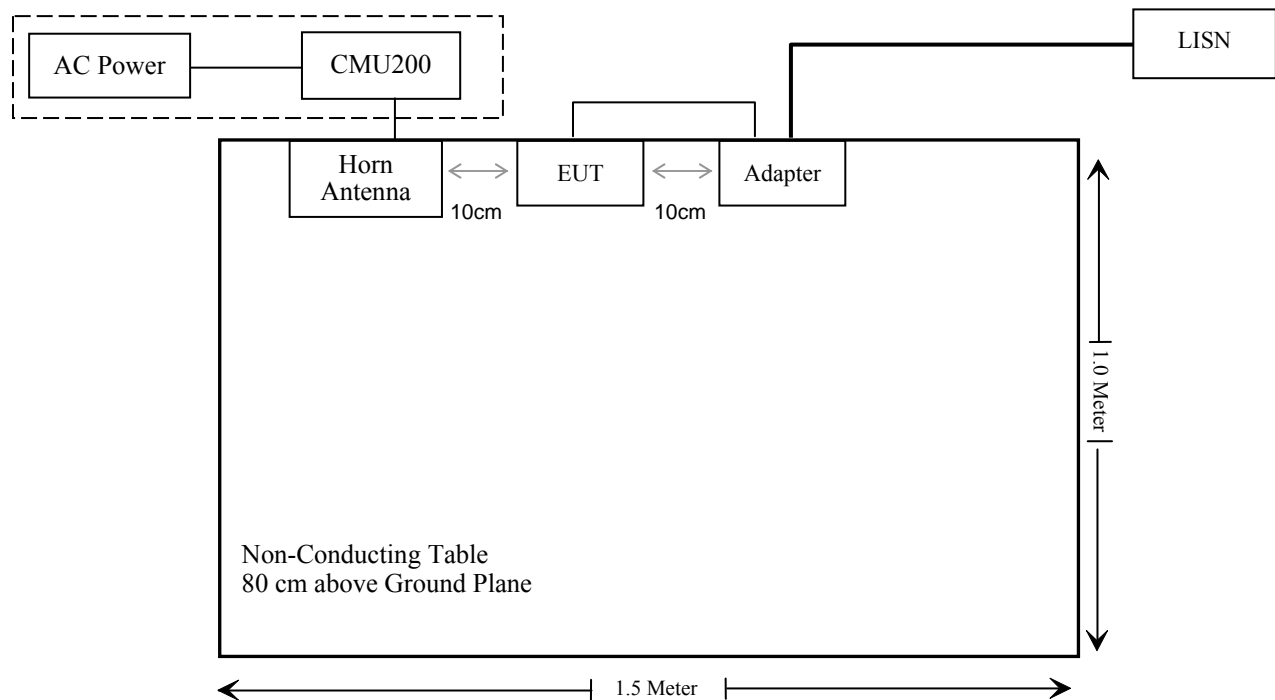 AC Power
CMU200
LISN
Horn
Antenna
EUT
Adapter
10cm
10cm
1.0 Meter
Non-Conducting Table
80 cm above Ground Plane
1.5 Meter